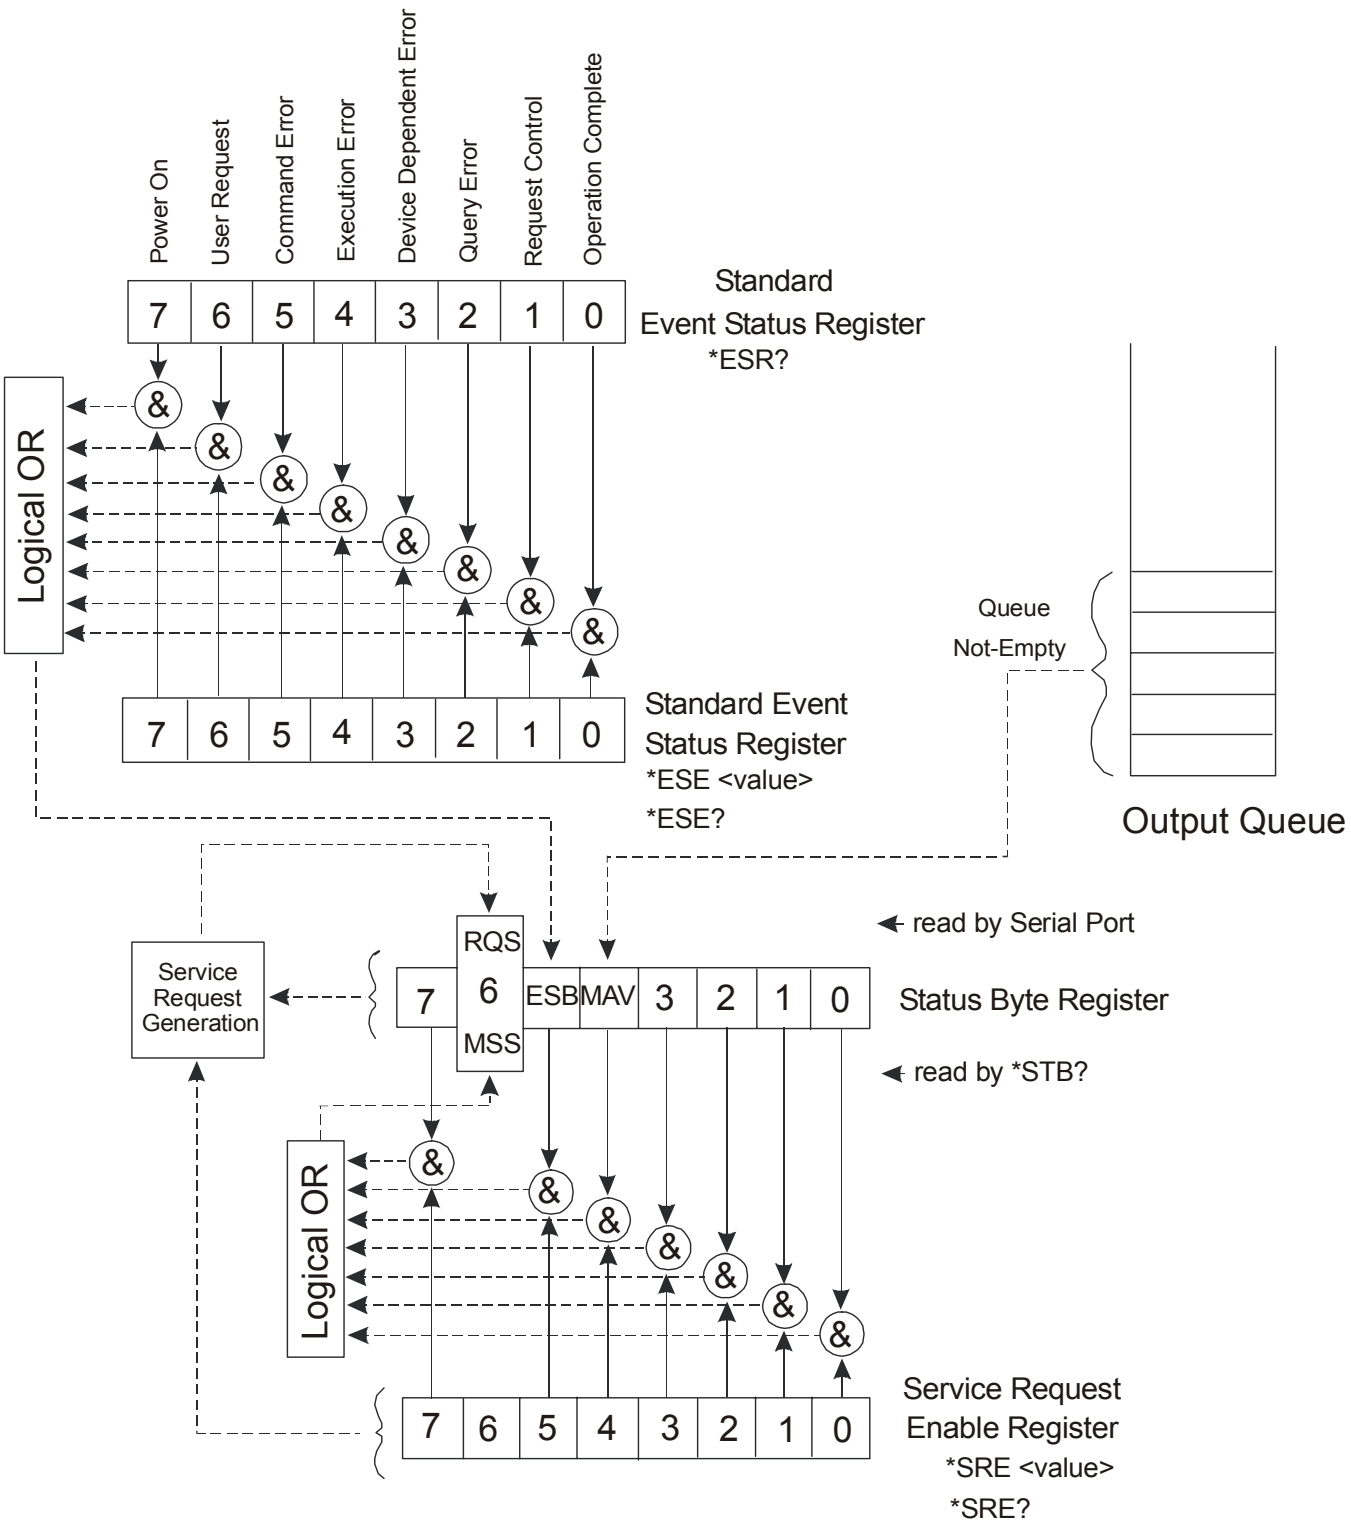 Power On
User Request
Command Error
Execution Error
Device Dependent Error
Query Error
Request Control
Operation Complete
7 6 5 4 3 2 1 0
Standard
Event Status Register
*ESR?
Logical OR
&
&
&
&
&
&
&
&
7 6 5 4 3 2 1 0
Standard Event
Status Register
*ESE <value>
*ESE?
Queue
Not-Empty
Output Queue
read by Serial Port
Service
Request
Generation
7
RQS
6
MSS
ESB MAV 3 2 1 0
Status Byte Register
read by *STB?
Logical OR
&
&
&
&
&
&
&
7 6 5 4 3 2 1 0
Service Request
Enable Register
*SRE <value>
*SRE?